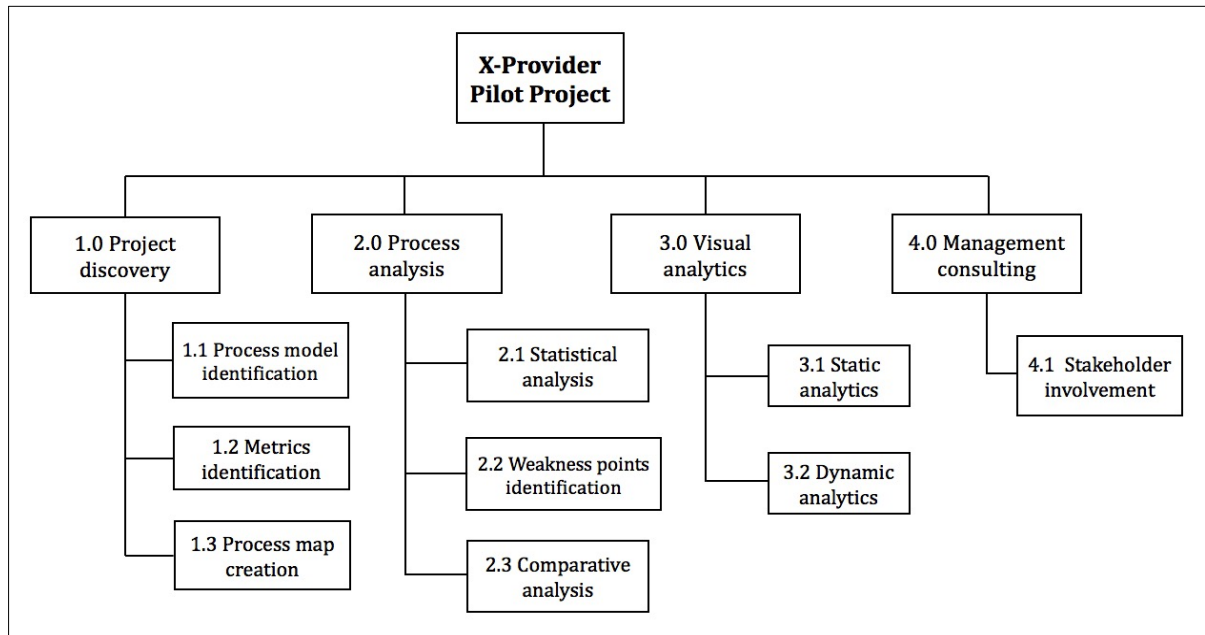 X-Provider
Pilot Project
1.0 Project
discovery
2.0 Process
analysis
3.0 Visual
analytics
4.0 Management
consulting
1.1 Process model
identification
1.2 Metrics
identification
1.3 Process map
creation
2.1 Statistical
analysis
2.2 Weakness points
identification
2.3 Comparative
analysis
3.1 Static
analytics
3.2 Dynamic
analytics
4.1 Stakeholder
involvement